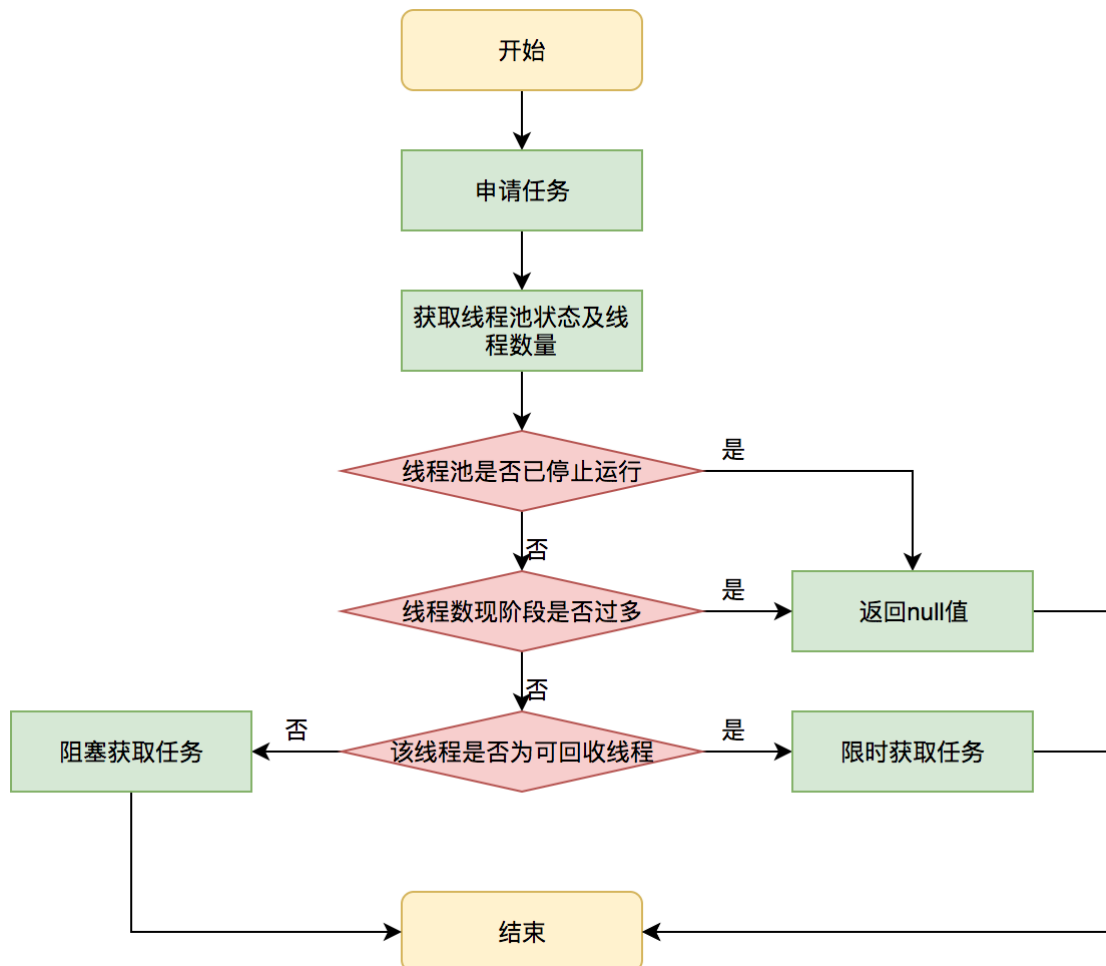 开始
申请任务
获取线程池状态及线
程数量
线程池是否已停止运行
是
否
线程数现阶段是否过多
是
返回null值
否
阻塞获取任务
否
该线程是否为可回收线程
是
限时获取任务
结束